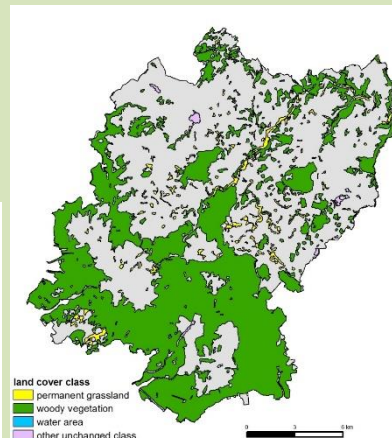 land cover class
permanent grassland
woody vegetation
water area
other unchanged class
0 3 6 km